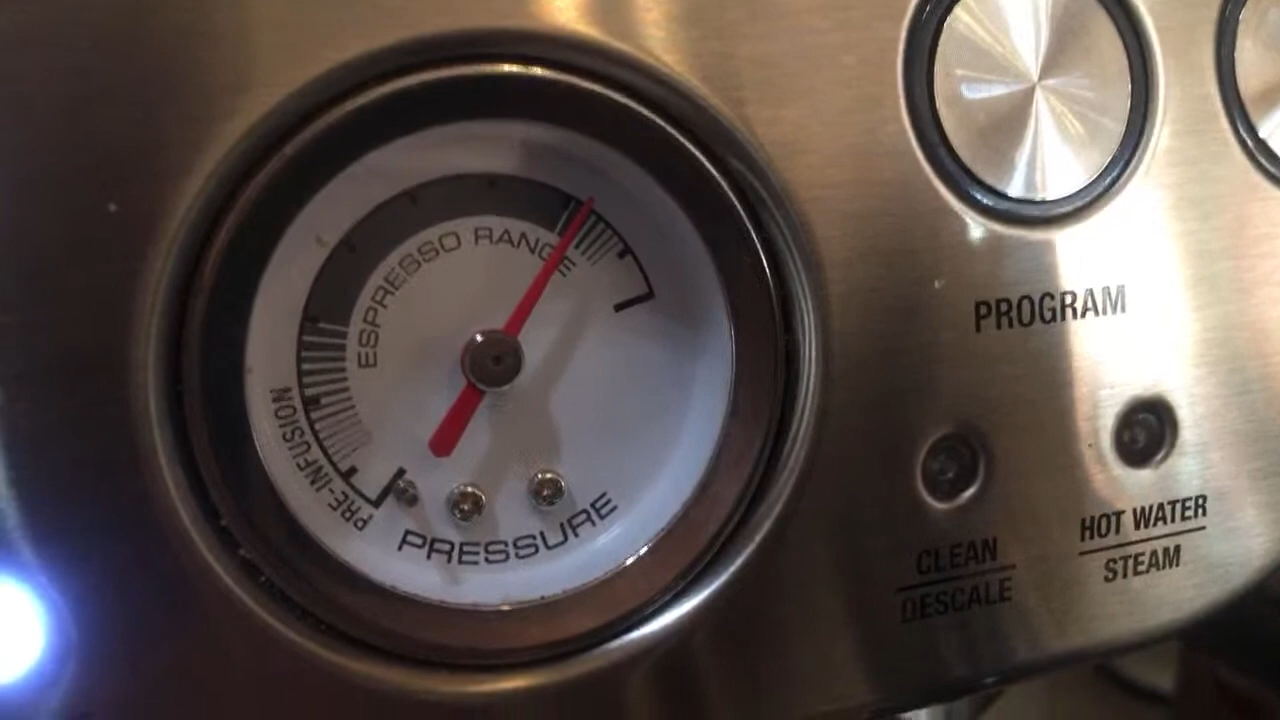 ESPRESSO RANGE
PRE-INFUSION
PRESSURE
PROGRAM
CLEAN
DESCALE
HOT WATER
STEAM